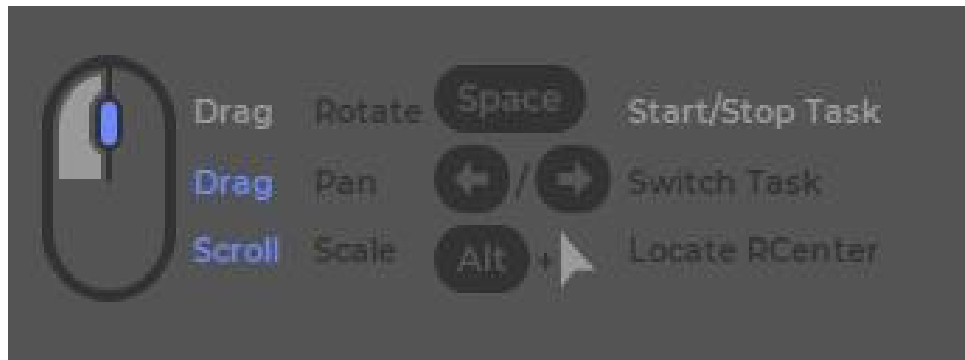 Drag Rotate Space Start/Stop Task
Drag Pan / Switch Task
Scroll Scale Alt + Locate RCenter